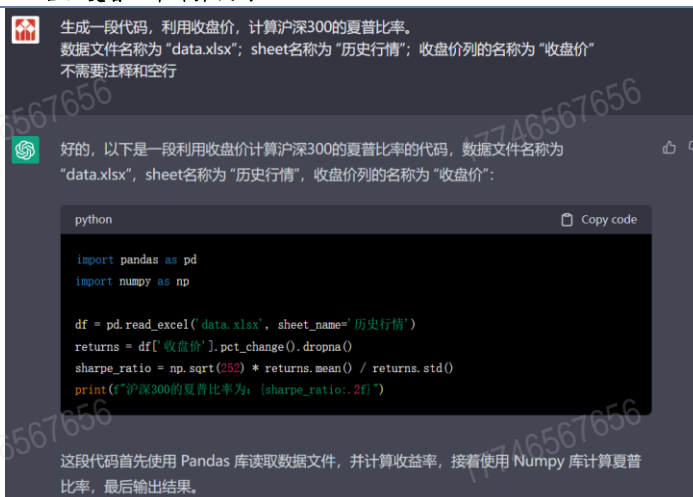 生成一段代码，利用收盘价，计算沪深300的夏普比率。
数据文件名称为 “data.xlsx”；sheet名称为 “历史行情”；收盘价列的名称为 “收盘价”
不需要注释和空行
好的，以下是一段利用收盘价计算沪深300的夏普比率的代码，数据文件名称为
“data.xlsx”，sheet名称为 “历史行情”，收盘价列的名称为 “收盘价”：
python
Copy code
import pandas as pd
import numpy as np
df = pd.read_excel('data.xlsx', sheet_name='历史行情')
returns = df['收盘价'].pct_change().dropna()
sharpe_ratio = np.sqrt(252) * returns.mean() / returns.std()
print(f"沪深300的夏普比率为: {sharpe_ratio:.2f}")
这段代码首先使用 Pandas 库读取数据文件，并计算收益率，接着使用 Numpy 库计算夏普
比率，最后输出结果。
17746567656